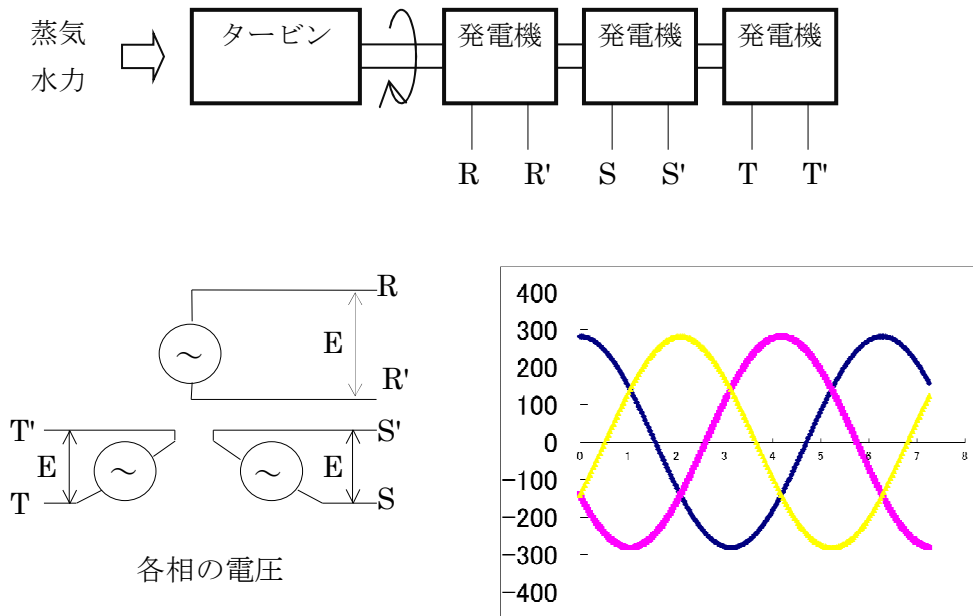 蒸気
水力
タービン
発電機
発電機
発電機
R R' S S' T T'
R
E
R'
～
T'
E
T
～
S'
E
S
～
各相の電圧
400
300
200
100
0
-100
-200
-300
-400
0 1 2 3 4 5 6 7 8